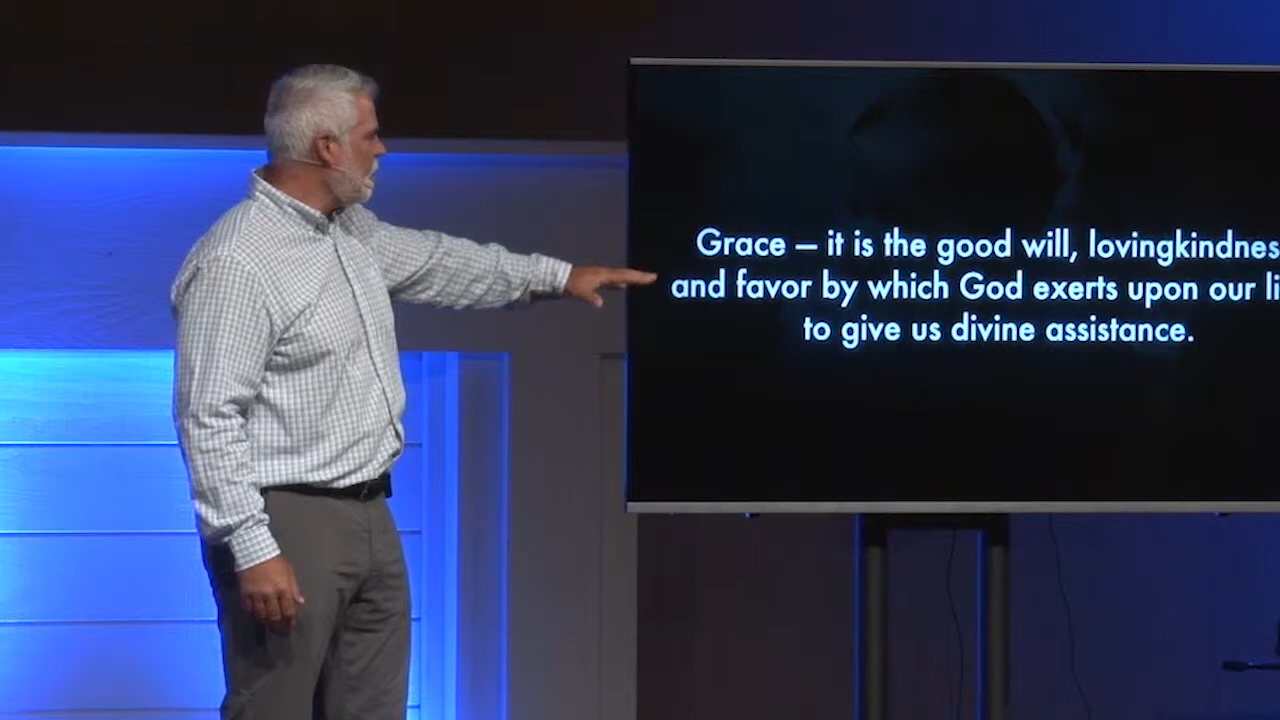 Grace – it is the good will, lovingkindnes
and favor by which God exerts upon our li
to give us divine assistance.